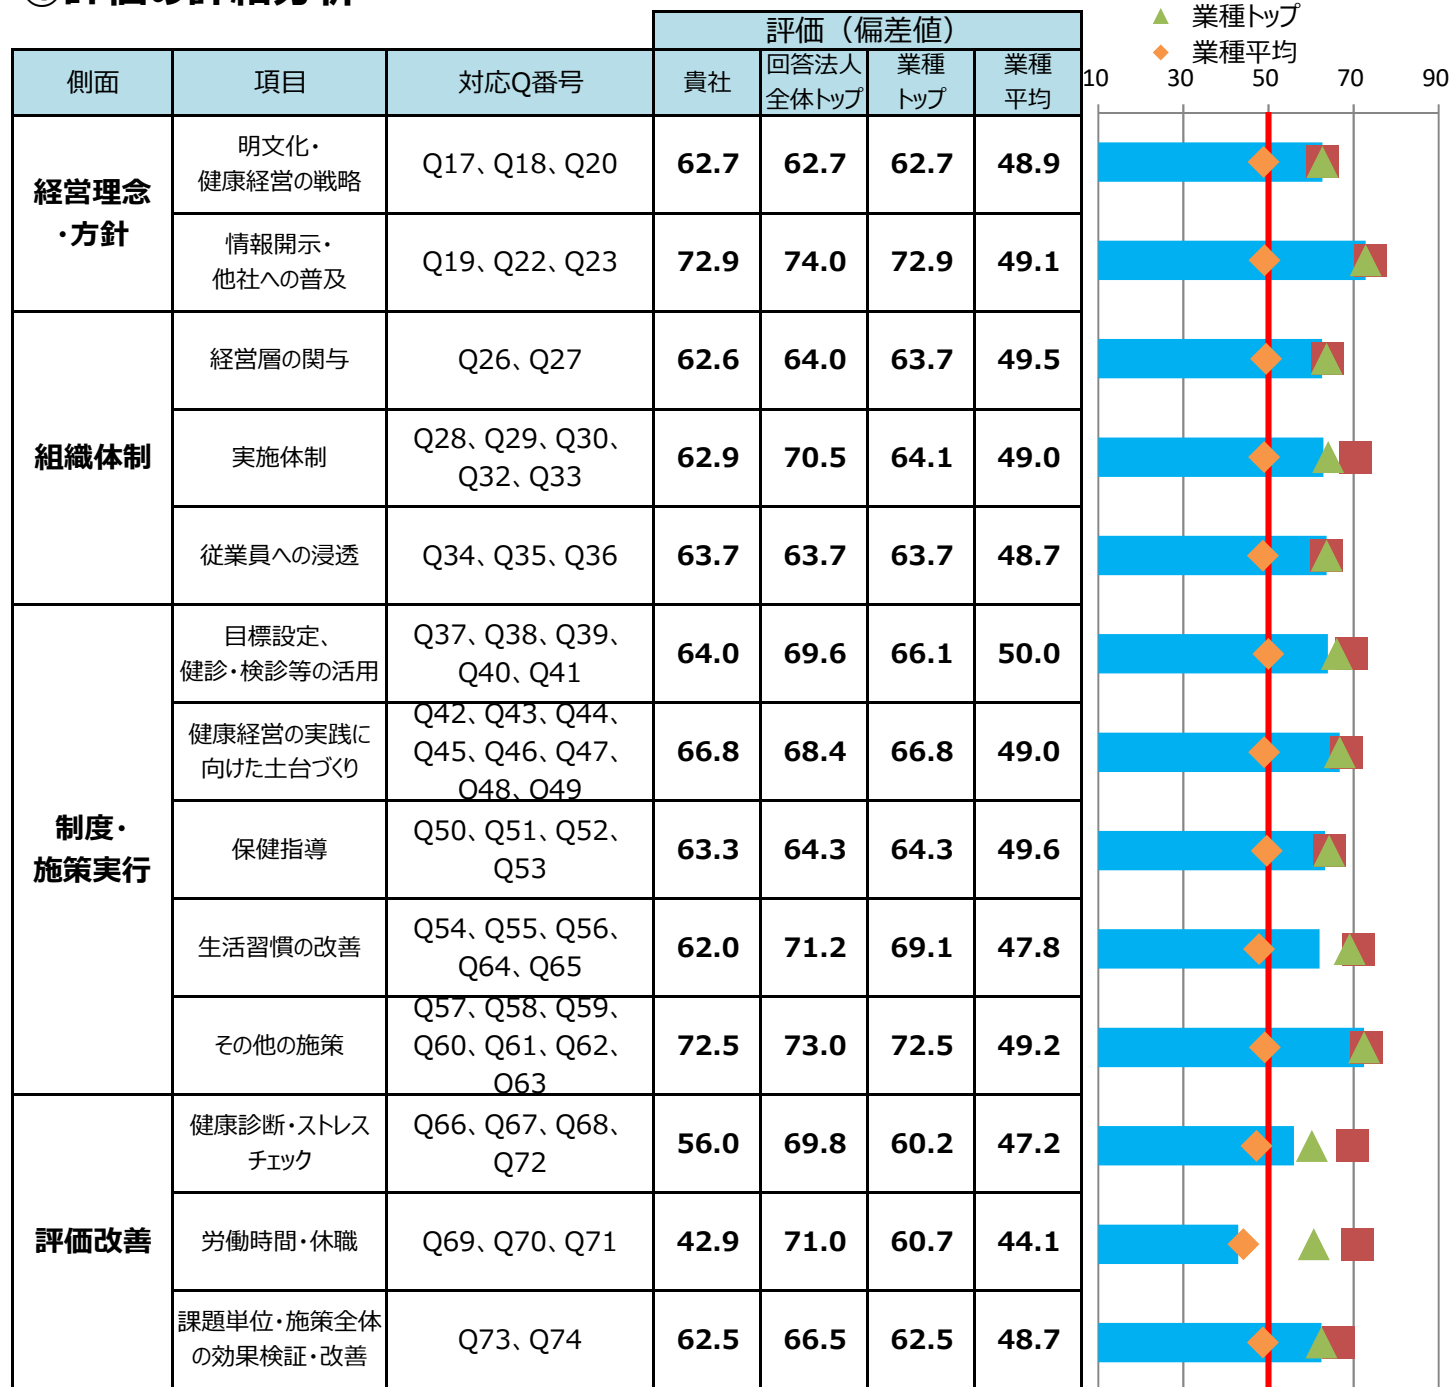 ③評価の詳細分析
▲ 業種トップ
◆ 業種平均
評価（偏差値）
側面 項目 対応Q番号 貴社 回答法人全体トップ 業種トップ 業種平均
10 30 50 70 90
経営理念・方針
明文化・健康経営の戦略 Q17、Q18、Q20 62.7 62.7 62.7 48.9
情報開示・他社への普及 Q19、Q22、Q23 72.9 74.0 72.9 49.1
組織体制
経営層の関与 Q26、Q27 62.6 64.0 63.7 49.5
実施体制 Q28、Q29、Q30、Q32、Q33 62.9 70.5 64.1 49.0
従業員への浸透 Q34、Q35、Q36 63.7 63.7 63.7 48.7
制度・施策実行
目標設定、健診・検診等の活用 Q37、Q38、Q39、Q40、Q41 64.0 69.6 66.1 50.0
健康経営の実践に向けた土台づくり Q42、Q43、Q44、Q45、Q46、Q47、Q48、Q49 66.8 68.4 66.8 49.0
保健指導 Q50、Q51、Q52、Q53 63.3 64.3 64.3 49.6
生活習慣の改善 Q54、Q55、Q56、Q64、Q65 62.0 71.2 69.1 47.8
その他の施策 Q57、Q58、Q59、Q60、Q61、Q62、Q63 72.5 73.0 72.5 49.2
評価改善
健康診断・ストレスチェック Q66、Q67、Q68、Q72 56.0 69.8 60.2 47.2
労働時間・休職 Q69、Q70、Q71 42.9 71.0 60.7 44.1
課題単位・施策全体の効果検証・改善 Q73、Q74 62.5 66.5 62.5 48.7